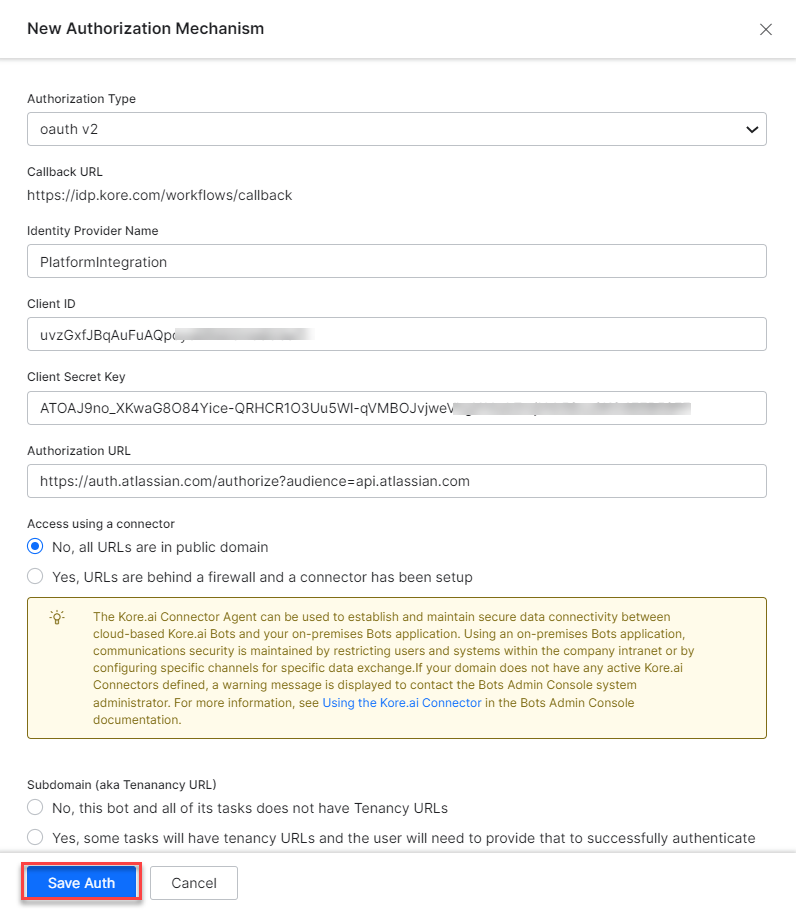 New Authorization Mechanism
Authorization Type
oauth v2
Callback URL
https://idp.kore.com/workflows/callback
Identity Provider Name
PlatformIntegration
Client ID
uvzGxfJBqAuFuAQp
Client Secret Key
ATOAJ9no_XKwaG8O84Yice-QRHCR1O3Uu5WI-qVMBOJvjwe
Authorization URL
https://auth.atlassian.com/authorize?audience=api.atlassian.com
Access using a connector
No, all URLs are in public domain
Yes, URLs are behind a firewall and a connector has been setup
The Kore.ai Connector Agent can be used to establish and maintain secure data connectivity between
cloud-based Kore.ai Bots and your on-premises Bots application. Using an on-premises Bots application,
communications security is maintained by restricting users and systems within the company intranet or by
configuring specific channels for specific data exchange.If your domain does not have any active Kore.ai
Connectors defined, a warning message is displayed to contact the Bots Admin Console system
administrator. For more information, see Using the Kore.ai Connector in the Bots Admin Console
documentation.
Subdomain (aka Tenanancy URL)
No, this bot and all of its tasks does not have Tenancy URLs
Yes, some tasks will have tenancy URLs and the user will need to provide that to successfully authenticate
Save Auth
Cancel